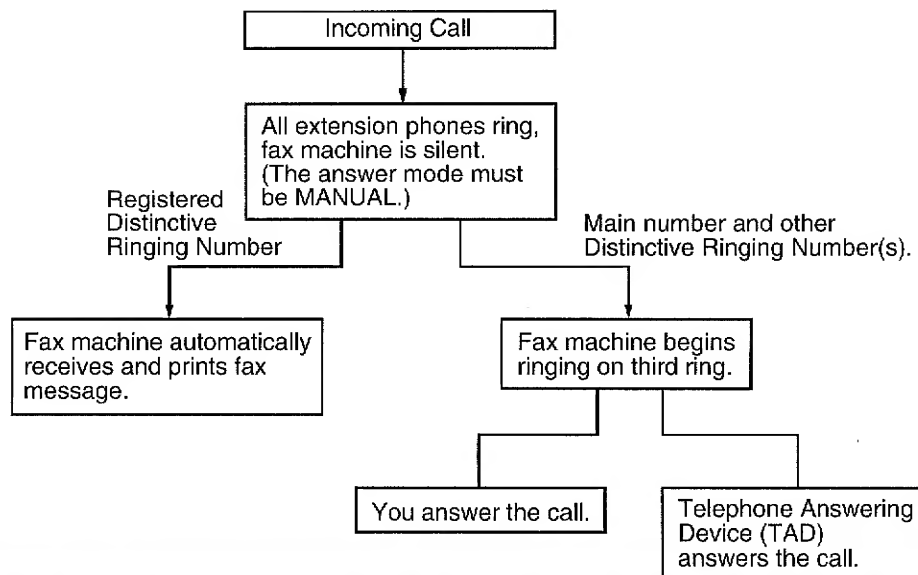 Incoming Call
All extension phones ring,
fax machine is silent.
(The answer mode must
be MANUAL.)
Registered
Distinctive
Ringing Number
Main number and other
Distinctive Ringing Number(s).
Fax machine automatically
receives and prints fax
message.
Fax machine begins
ringing on third ring.
You answer the call.
Telephone Answering
Device (TAD)
answers the call.